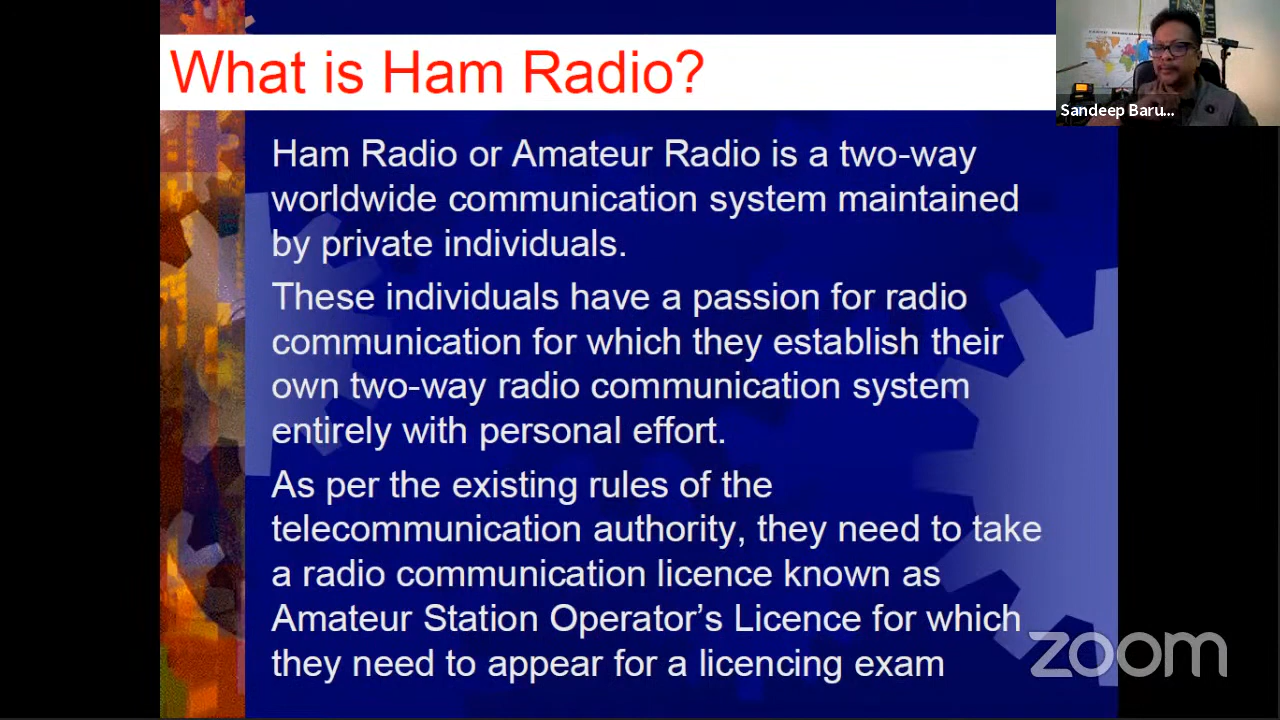 What is Ham Radio?
Sandeep Baru...
Ham Radio or Amateur Radio is a two-way
worldwide communication system maintained
by private individuals.
These individuals have a passion for radio
communication for which they establish their
own two-way radio communication system
entirely with personal effort.
As per the existing rules of the
telecommunication authority, they need to take
a radio communication licence known as
Amateur Station Operator’s Licence for which
they need to appear for a licencing exam
zoom